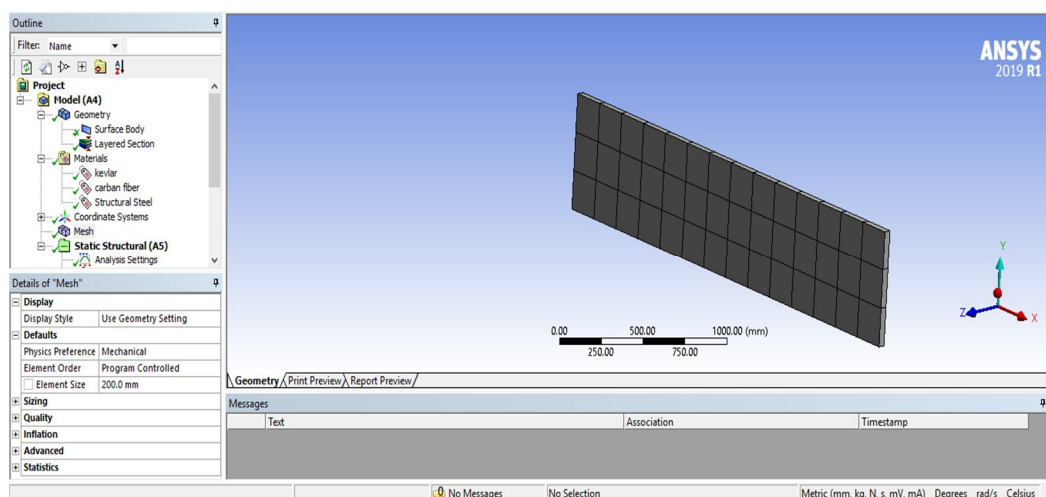 Outline
Filter: Name
Project
Model (A4)
Geometry
Surface Body
Layered Section
Materials
kevlar
carban fiber
Structural Steel
Coordinate Systems
Mesh
Static Structural (A5)
Analysis Settings
Details of "Mesh"
Display
Display Style Use Geometry Setting
Defaults
Physics Preference Mechanical
Element Order Program Controlled
Element Size 200.0 mm
Sizing
Quality
Inflation
Advanced
Statistics
ANSYS
2019 R1
Y
Z X
0.00 500.00 1000.00 (mm)
250.00 750.00
Geometry Print Preview Report Preview
Messages
Text Association Timestamp
0 No Messages No Selection Metric (mm, kg, N, s, mV, mA) Degrees rad/s Celsius